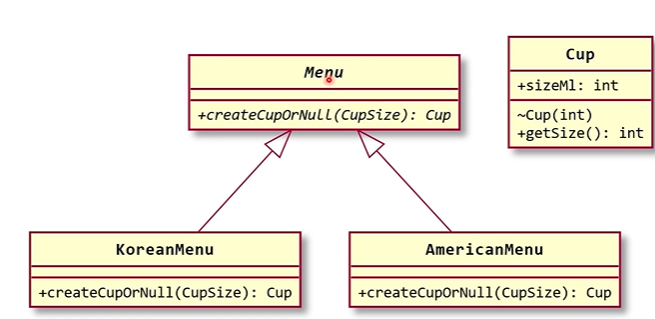 Menu
+createCupOrNull(CupSize): Cup
Cup
+sizeMl: int
~Cup(int)
+getSize(): int
KoreanMenu
+createCupOrNull(CupSize): Cup
AmericanMenu
+createCupOrNull(CupSize): Cup